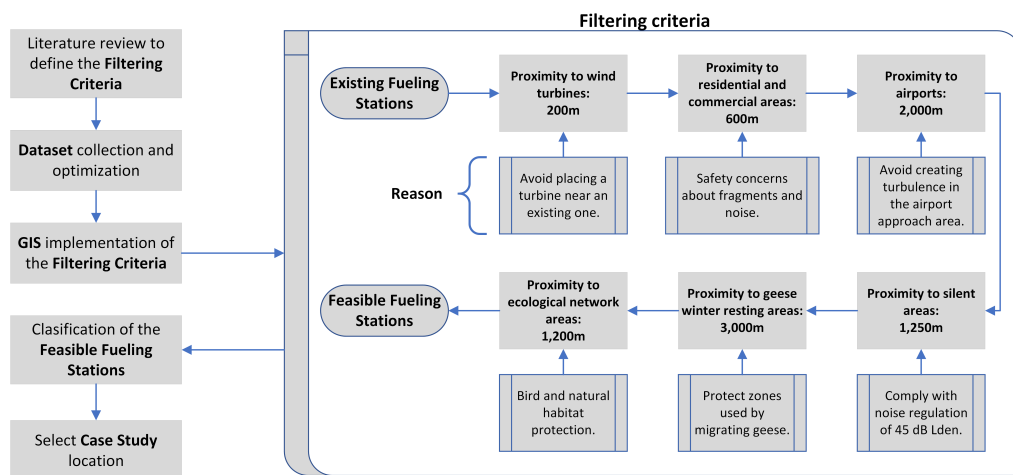 Filtering criteria
Literature review to
define the Filtering
Criteria
Dataset collection and
optimization
GIS implementation of
the Filtering Criteria
Clasification of the
Feasible Fueling
Stations
Select Case Study
location
Existing Fueling
Stations
Proximity to wind
turbines:
200m
Proximity to
residential and
commercial areas:
600m
Proximity to
airports:
2,000m
Reason
Avoid placing a
turbine near an
existing one.
Safety concerns
about fragments and
noise.
Avoid creating
turbulence in
the airport
approach area.
Feasible Fueling
Stations
Proximity to
ecological network
areas:
1,200m
Proximity to geese
winter resting areas:
3,000m
Proximity to silent
areas:
1,250m
Bird and natural
habitat
protection.
Protect zones
used by
migrating geese.
Comply with
noise regulation
of 45 dB Lden.